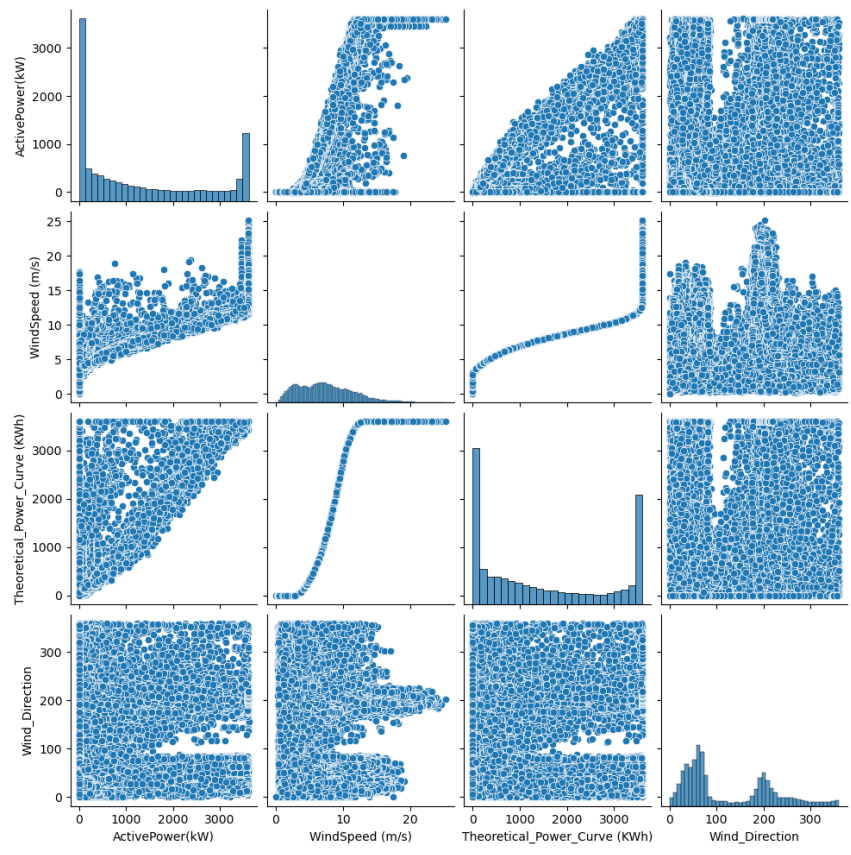 ActivePower(kW)
3000
2000
1000
0
WindSpeed (m/s)
25
20
15
10
5
0
Theoretical_Power_Curve (KWh)
3000
2000
1000
0
Wind_Direction
300
200
100
0
0 1000 2000 3000
0 10 20
0 1000 2000 3000
0 100 200 300
ActivePower(kW)
WindSpeed (m/s)
Theoretical_Power_Curve (KWh)
Wind_Direction